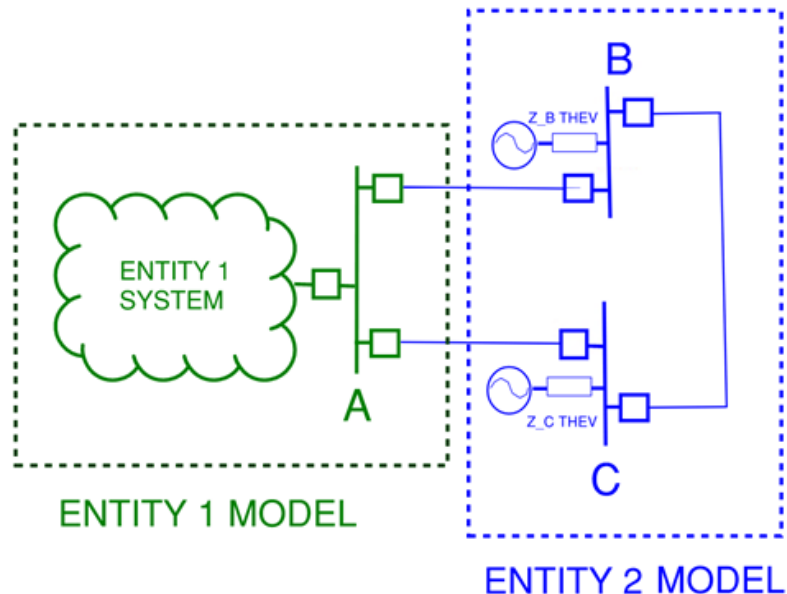 B
Z_B THEV
ENTITY 1
SYSTEM
A
Z_C THEV
C
ENTITY 1 MODEL
ENTITY 2 MODEL